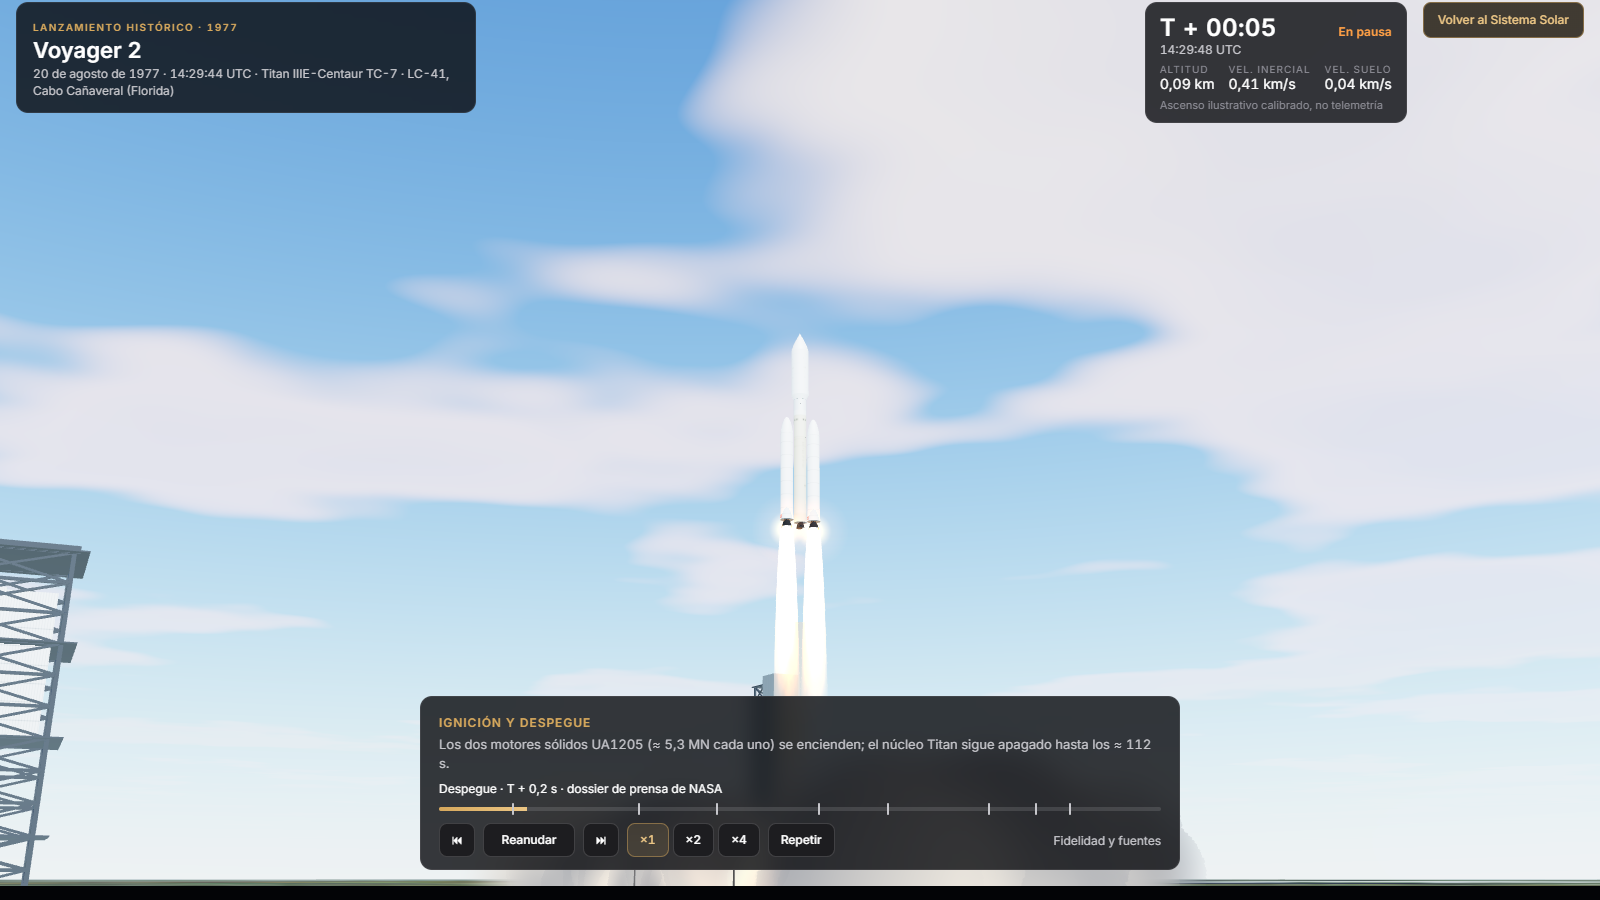 LANZAMIENTO HISTÓRICO · 1977
Voyager 2
20 de agosto de 1977 · 14:29:44 UTC · Titan IIIE-Centaur TC-7 · LC-41,
Cabo Cañaveral (Florida)
T + 00:05
En pausa
14:29:48 UTC
ALTITUD VEL. INERCIAL VEL. SUELO
0,09 km 0,41 km/s 0,04 km/s
Ascenso ilustrativo calibrado, no telemetría
Volver al Sistema Solar
IGNICIÓN Y DESPEGUE
Los dos motores sólidos UA1205 (≈ 5,3 MN cada uno) se encienden; el núcleo Titan sigue apagado hasta los ≈ 112
s.
Despegue · T + 0,2 s · dossier de prensa de NASA
⏮ Reanudar ⏭ ×1 ×2 ×4 Repetir Fidelidad y fuentes